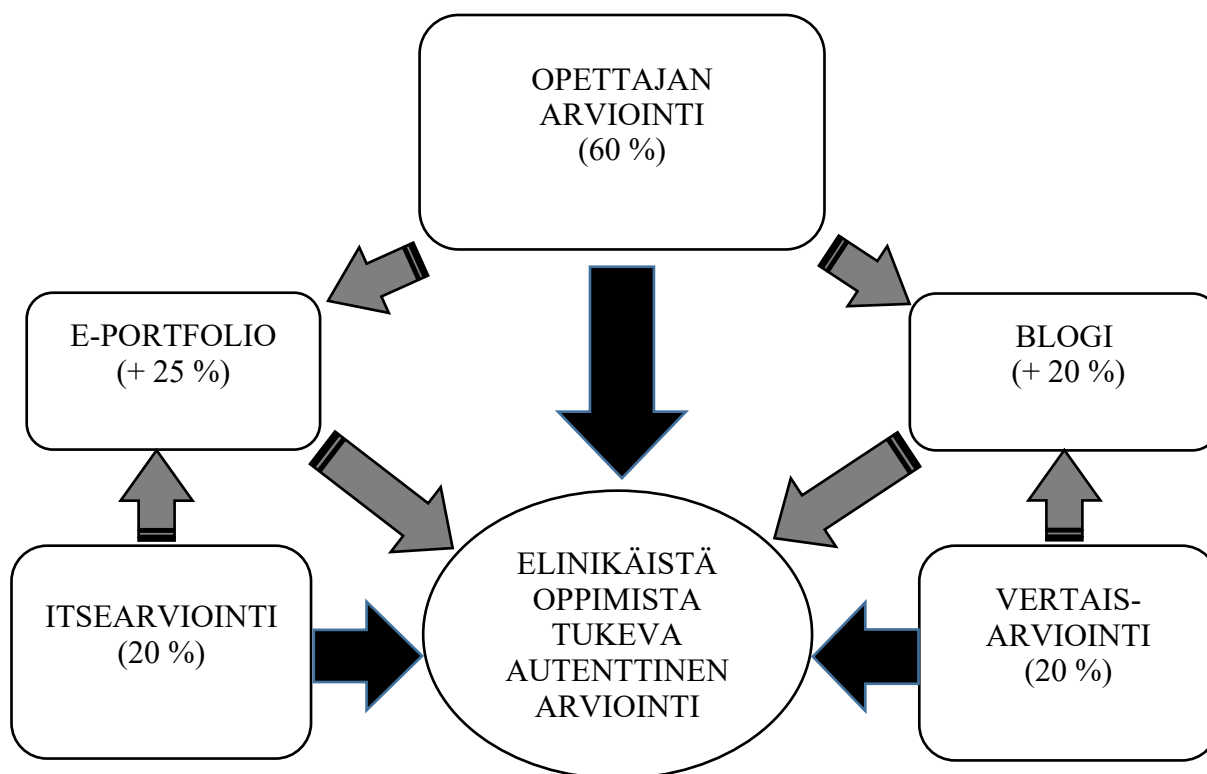 OPETTAJAN
ARVIOINTI
(60 %)
E-PORTFOLIO
(+ 25 %)
BLOGI
(+ 20 %)
ITSEARVIOINTI
(20 %)
ELINIKÄISTÄ
OPPIMISTA
TUKEVA
AUTENTTINEN
ARVIOINTI
VERTAIS-
ARVIOINTI
(20 %)